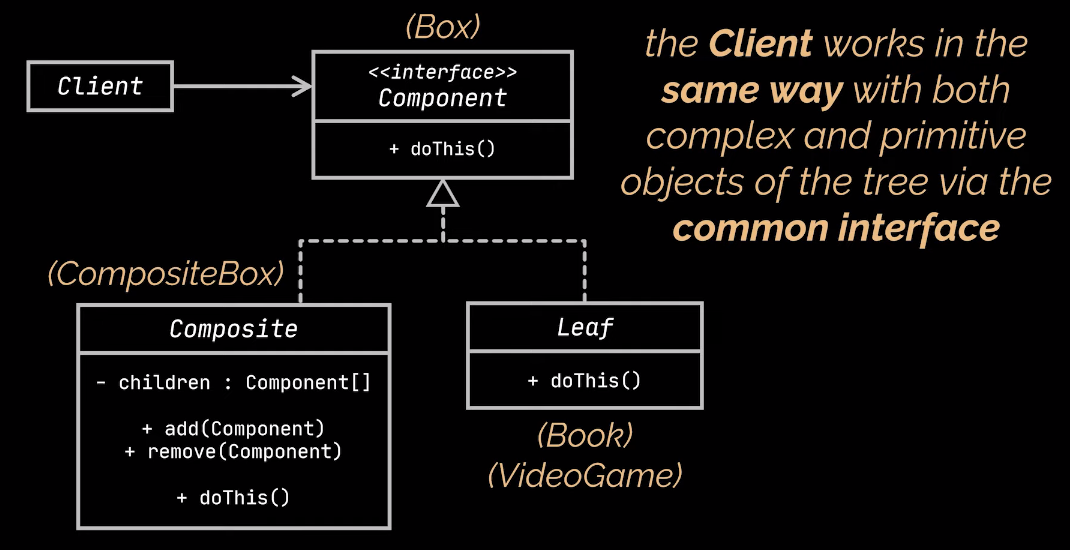 (Box)
Client
<<interface>>
Component
+ doThis()
the Client works in the
same way with both
complex and primitive
objects of the tree via the
common interface
(CompositeBox)
Composite
- children : Component[]
+ add(Component)
+ remove(Component)
+ doThis()
Leaf
+ doThis()
(Book)
(VideoGame)